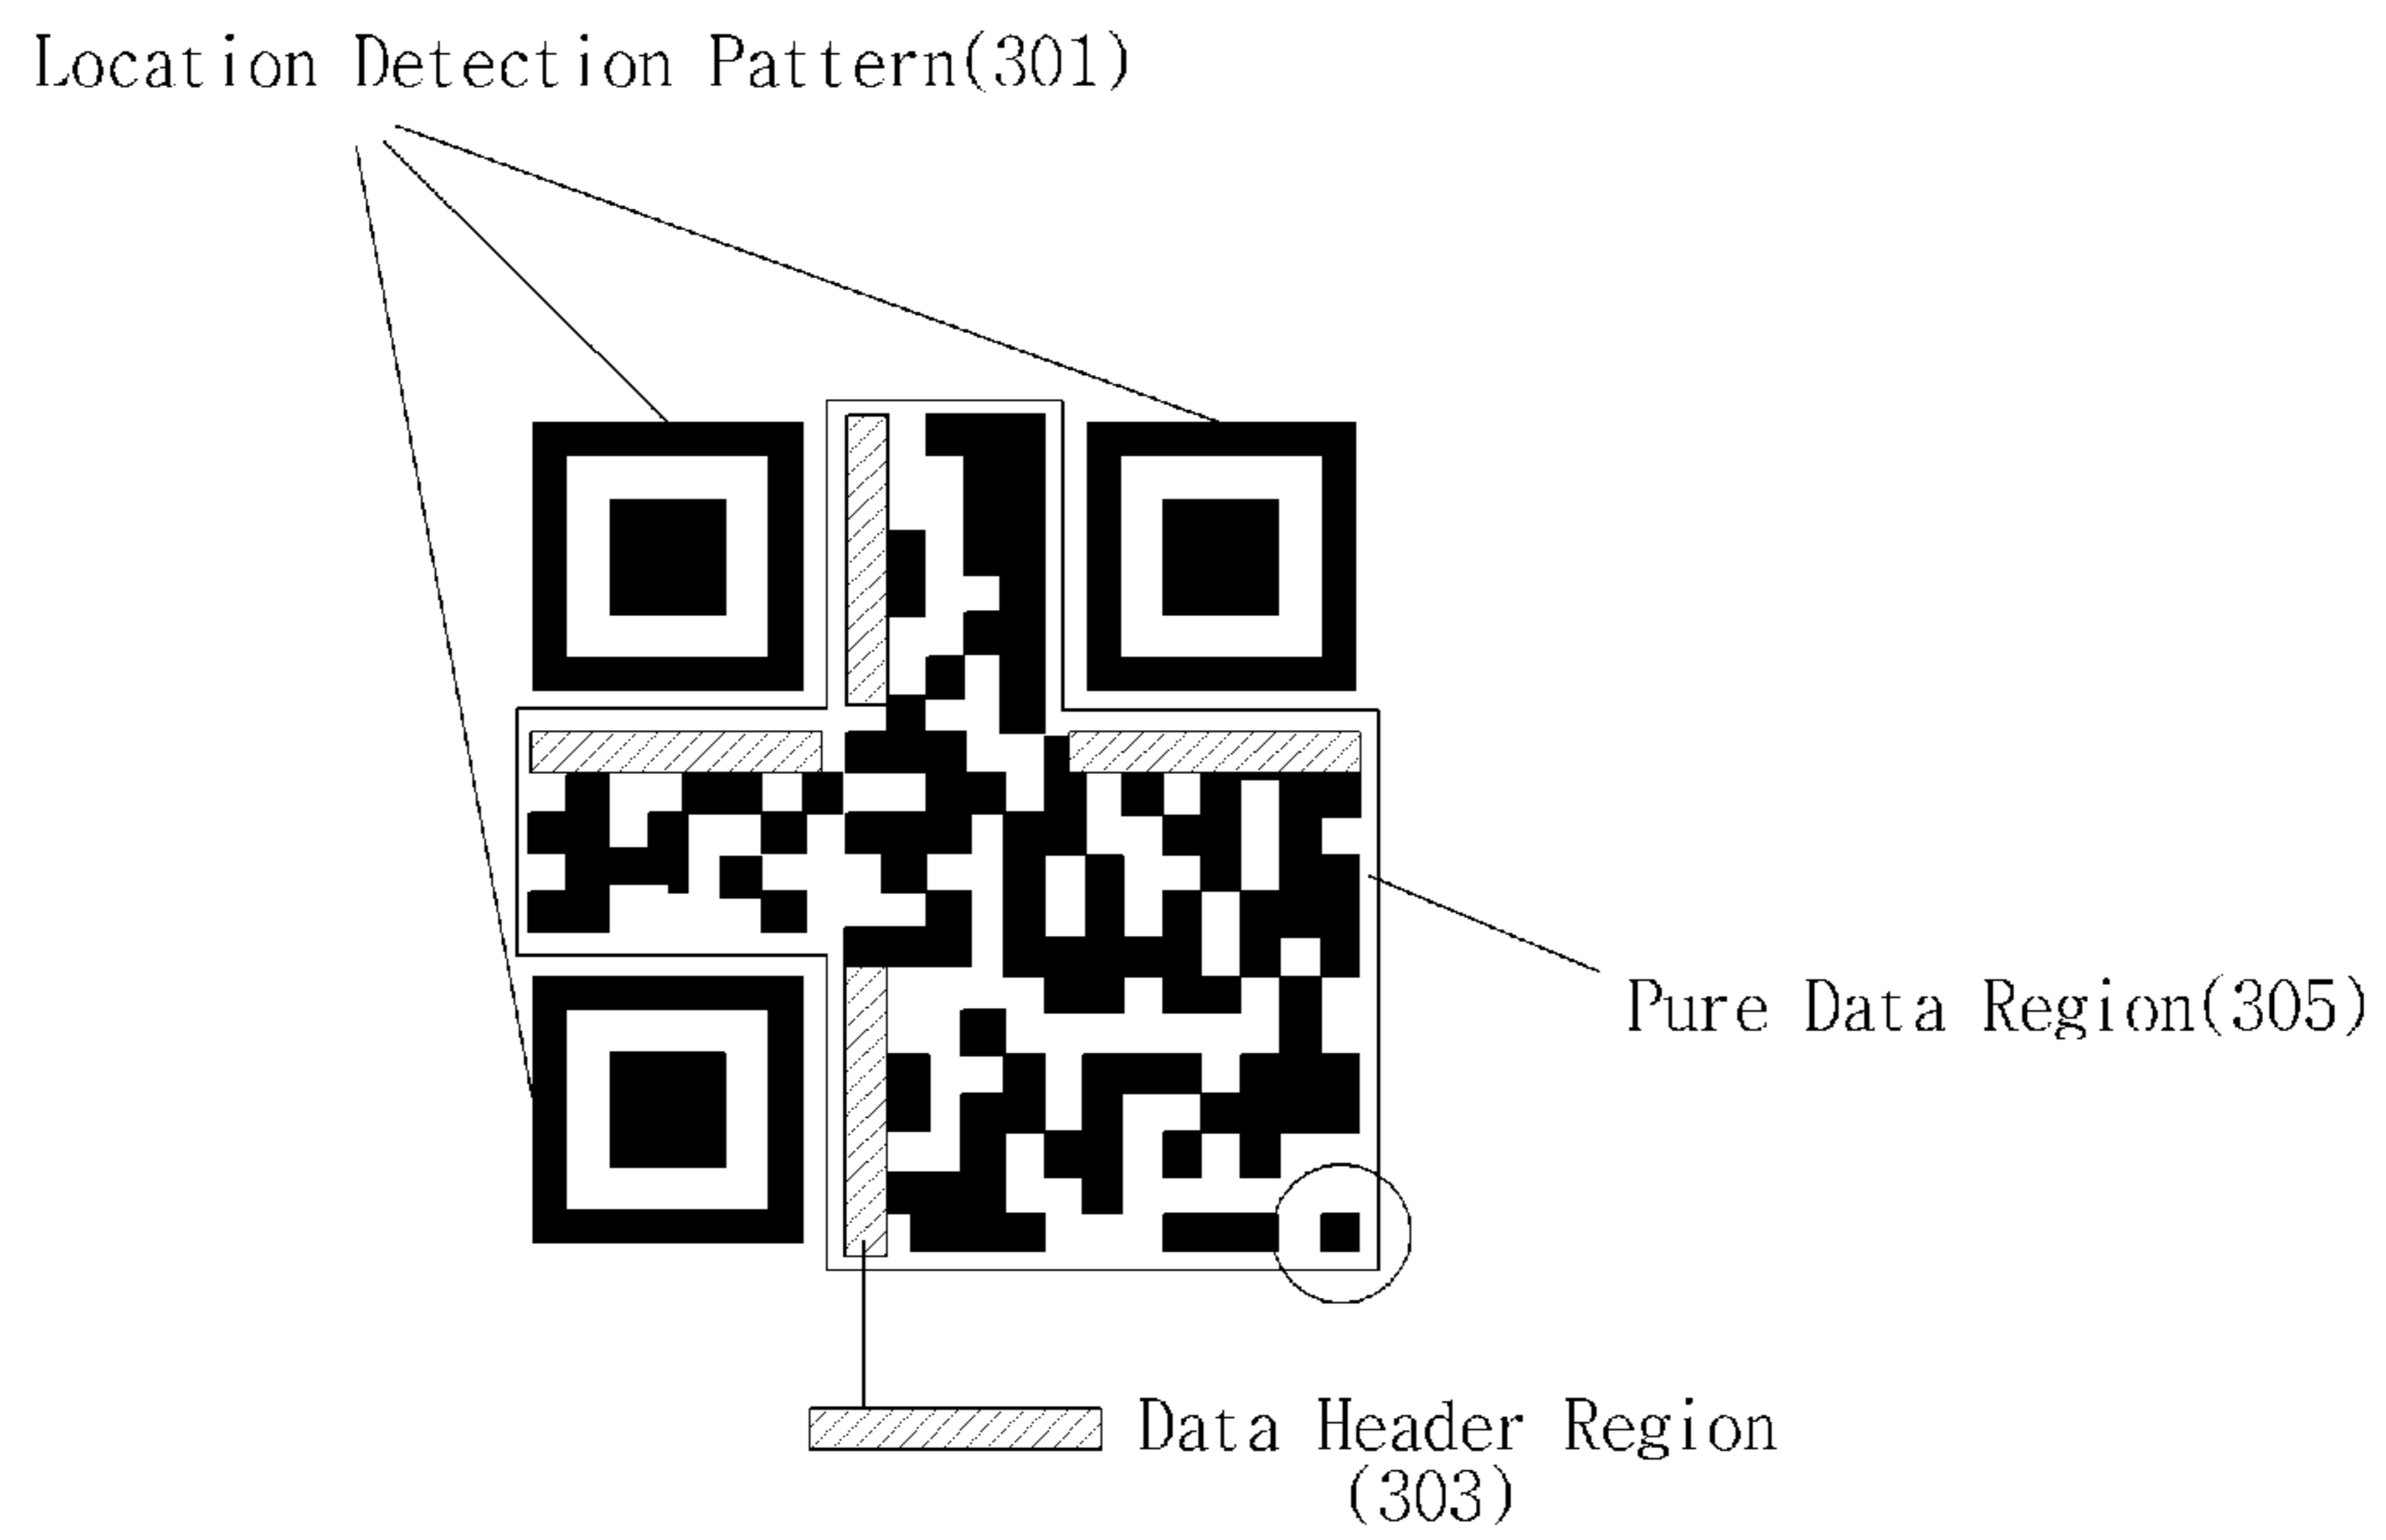 Location Detection Pattern(301)
Pure Data Region(305)
Data Header Region
(303)